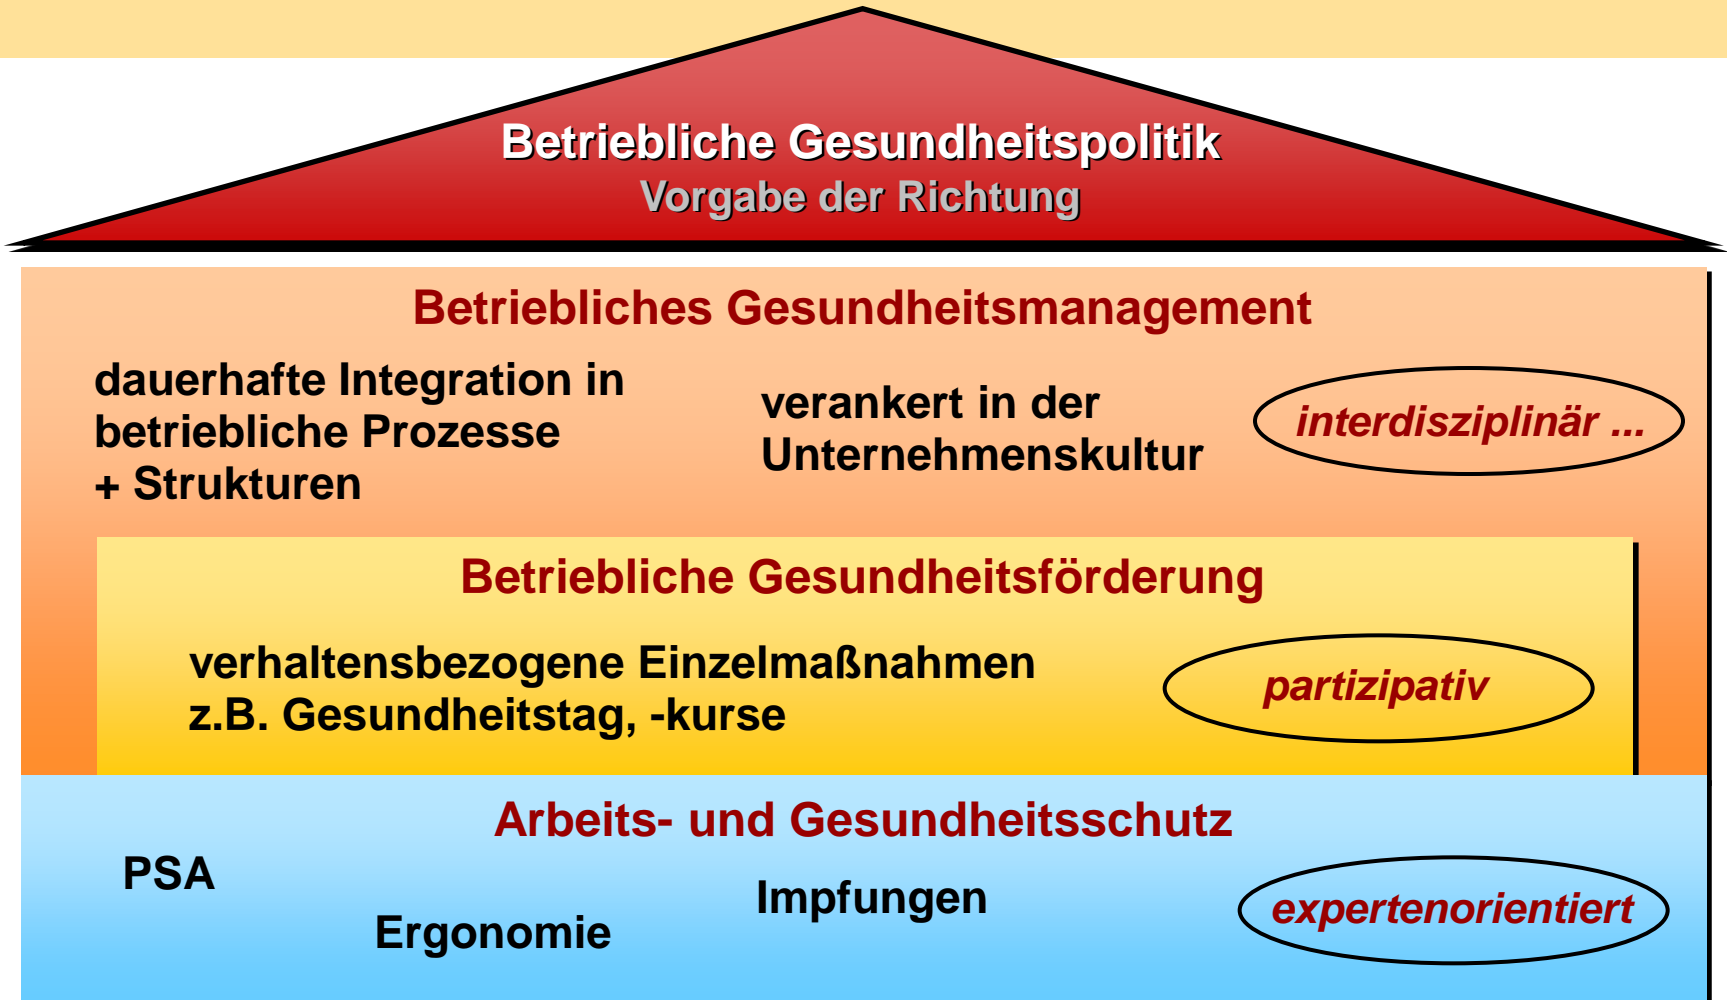 Betriebliche Gesundheitspolitik
Vorgabe der Richtung
Betriebliches Gesundheitsmanagement
dauerhafte Integration in
betriebliche Prozesse
+ Strukturen
verankert in der
Unternehmenskultur
interdisziplinär ...
Betriebliche Gesundheitsförderung
verhaltensbezogene Einzelmaßnahmen
z.B. Gesundheitstag, -kurse
partizipativ
Arbeits- und Gesundheitsschutz
PSA
Ergonomie
Impfungen
expertenorientiert